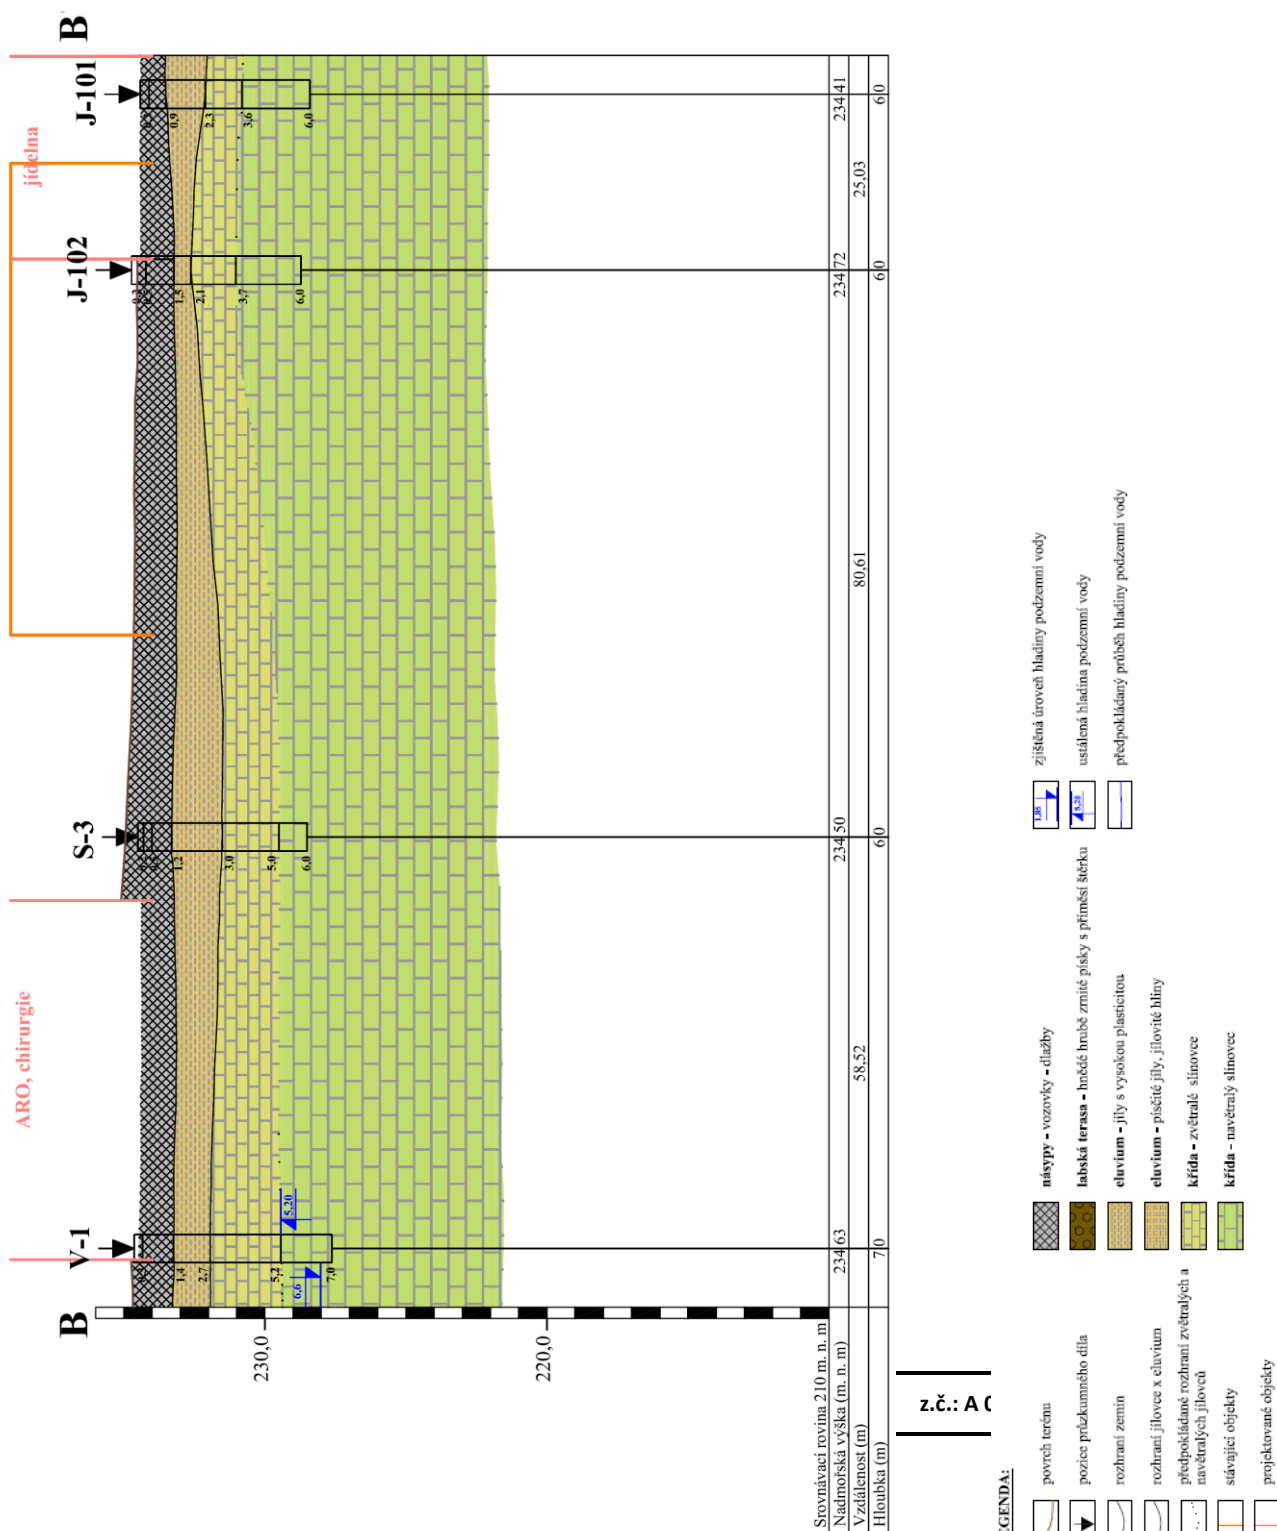 B
B'
V-1
S-3
J-102
J-101
ARO, chirurgie
jídelna
1,4
2,7
5,2
7,0
6,6
5,20
1,2
3,0
5,0
6,0
1,5
2,1
3,7
6,0
0,9
2,3
3,6
6,0
230,0
220,0
Srovnávací rovina 210 m. n. m
Nadmořská výška (m. n. m) 234,63 234,50 234,72 234,41
Vzdálenost (m) 58,52 80,61 25,03
Hloubka (m) 7,0 6,0 6,0 6,0
z.č.: A 0
GENDA:
povrch terénu
pozice průzkumného díla
rozhraní zemin
rozhraní jílovce x eluvium
předpokládané rozhraní zvětralých a
navětralých jílovců
stávající objekty
projektované objekty
násypy - vozovky - dlažby
labská terasa - hnědé hrubě zrnité písky s příměsí štěrku
eluvium - jíly s vysokou plasticitou
eluvium - písčité jíly, jílovité hlíny
křída - zvětralé slínovce
křída - navětralý slínovec
1,85
zjištěná úroveň hladiny podzemní vody
5,20
ustálená hladina podzemní vody
předpokládaný průběh hladiny podzemní vody